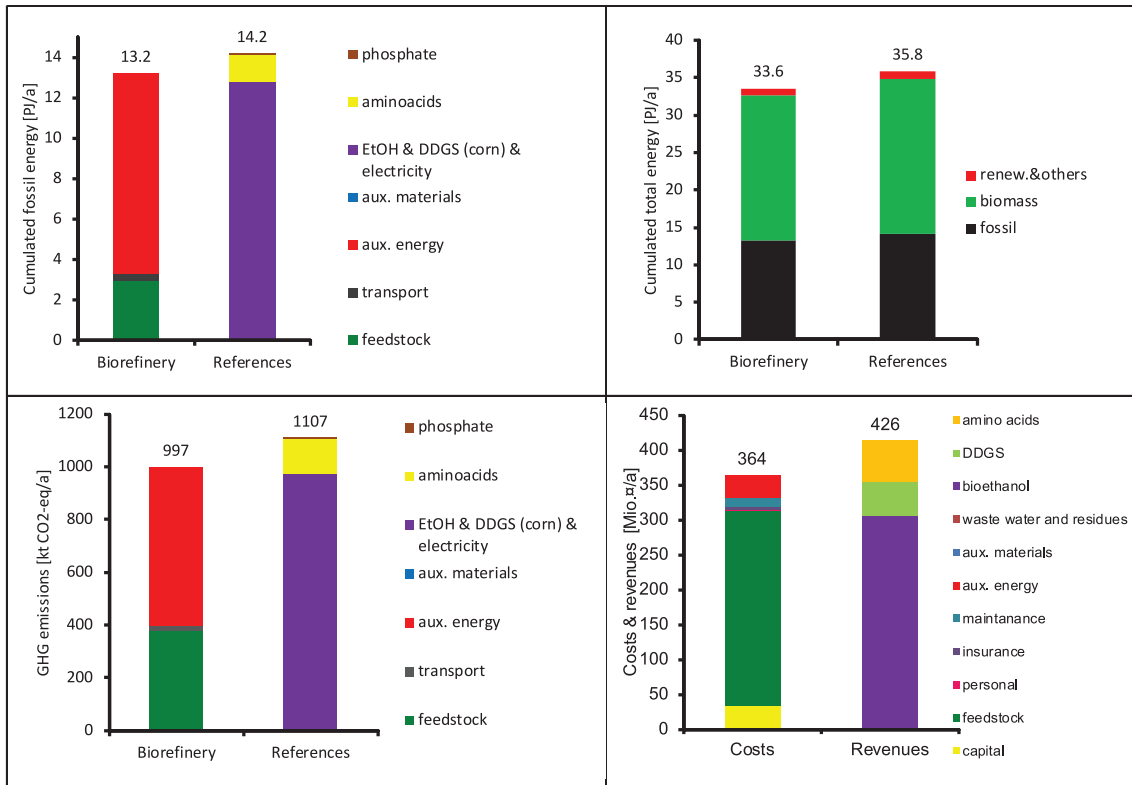 Cumulated fossil energy [PJ/a]
14
12
10
8
6
4
2
0
13.2
14.2
Biorefinery
References
phosphate
aminoacids
EtOH & DDGS (corn) &
electricity
aux. materials
aux. energy
transport
feedstock
Cumulated total energy [PJ/a]
40
35
30
25
20
15
10
5
0
33.6
35.8
Biorefinery
References
renew.&others
biomass
fossil
GHG emissions [kt CO2-eq/a]
1200
1000
800
600
400
200
0
997
1107
Biorefinery
References
phosphate
aminoacids
EtOH & DDGS (corn) &
electricity
aux. materials
aux. energy
transport
feedstock
Costs & revenues [Mio.¤/a]
450
400
350
300
250
200
150
100
50
0
364
426
Costs
Revenues
amino acids
DDGS
bioethanol
waste water and residues
aux. materials
aux. energy
maintanance
insurance
personal
feedstock
capital